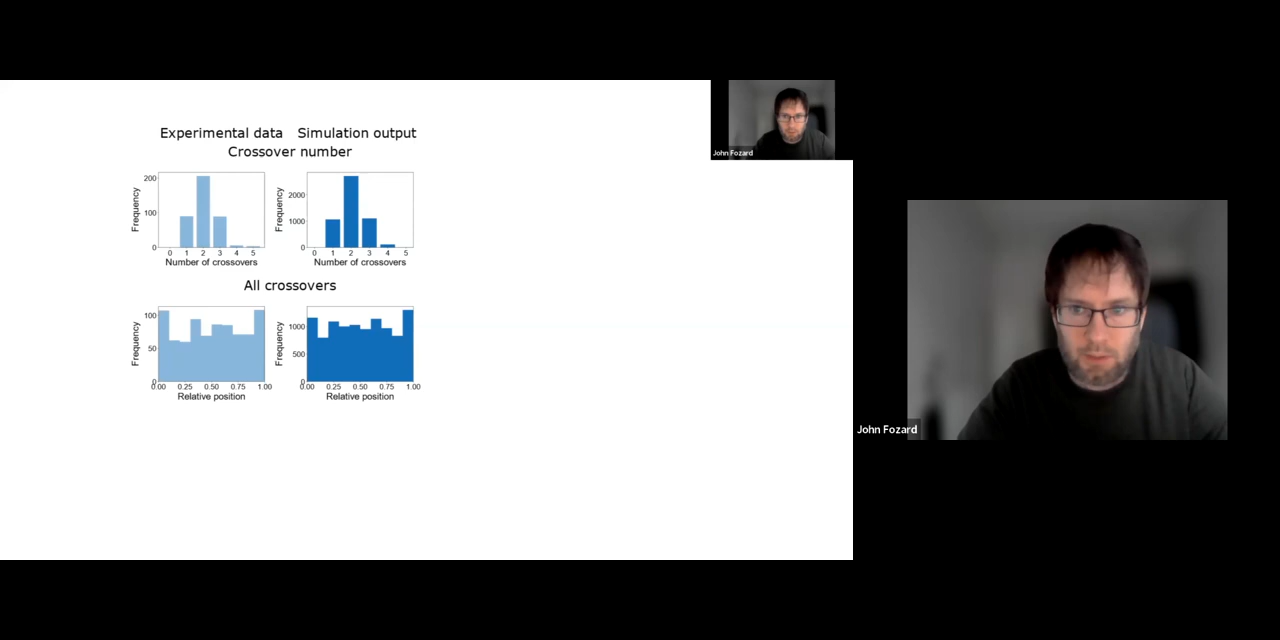 John Fozard
Experimental data Simulation output
Crossover number
200
100
0
Frequency
0 1 2 3 4 5
Number of crossovers
2000
1000
0
Frequency
0 1 2 3 4 5
Number of crossovers
All crossovers
100
50
0
Frequency
0.00 0.25 0.50 0.75 1.00
Relative position
1000
500
0
Frequency
0.00 0.25 0.50 0.75 1.00
Relative position
John Fozard